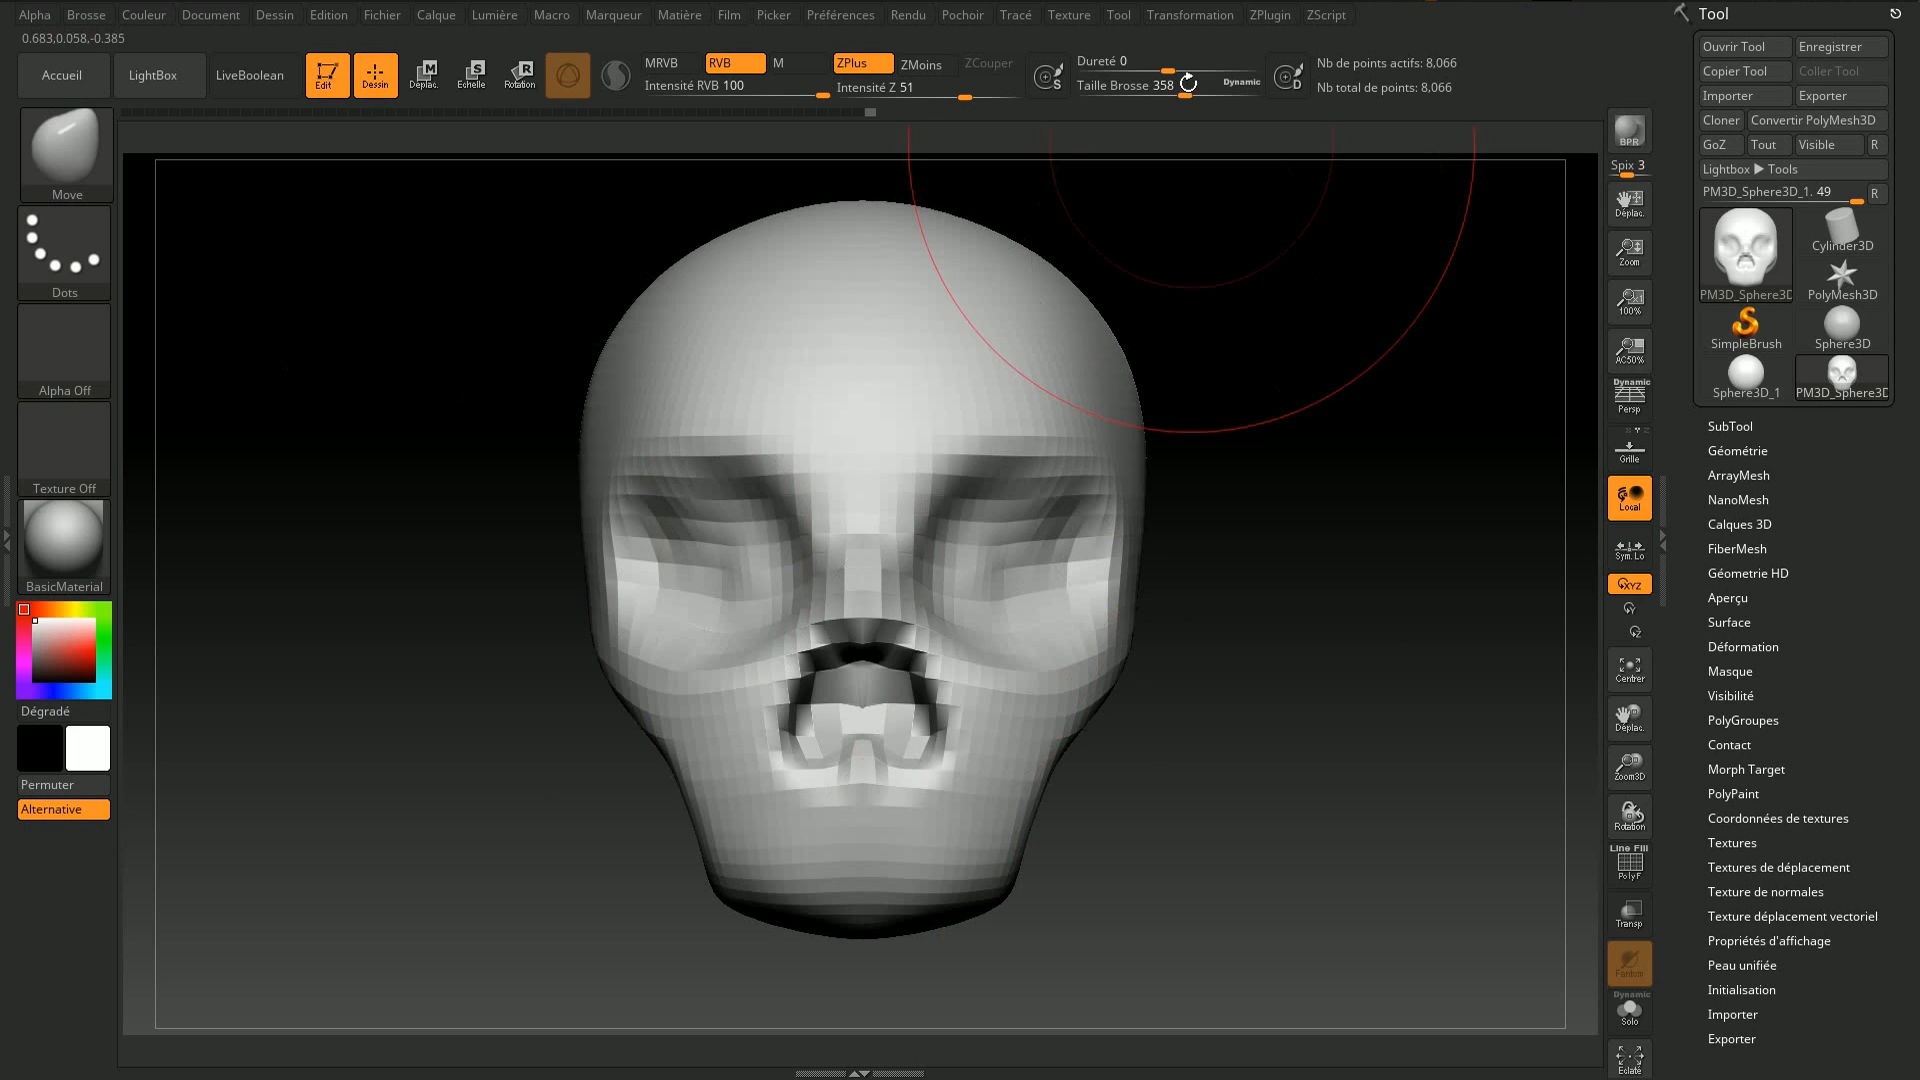 Alpha Brosse Couleur Document Dessin Edition Fichier Calque Lumière Macro Marqueur Matière Film Picker Préférences Rendu Pochoir Tracé Texture Tool Transformation ZPlugin ZScript
0.683,0.058,-0.385
Accueil LightBox LiveBoolean Edit Dessin Déplac. Echelle Rotation
M S R
MRVB RVB M ZPlus ZMoins ZCouper
Intensité RVB 100 Intensité Z 51
S Dureté 0
Taille Brosse 358 Dynamic D
Nb de points actifs: 8,066
Nb total de points: 8,066
Move
Dots
Alpha Off
Texture Off
BasicMaterial
Dégradé
Permuter
Alternative
BPR
Spix 3
Déplac.
Zoom
100%
AC50%
Dynamic
Persp
Grille
Local
Sym. Lo
XYZ
Y
Z
Centrer
Déplac.
Zoom3D
Rotation
Line Fill
PolyF
Transp
Fantom
Dynamic
Solo
Eclaté
Tool
Ouvrir Tool Enregistrer
Copier Tool Coller Tool
Importer Exporter
Cloner Convertir PolyMesh3D
GoZ Tout Visible R
Lightbox ▶ Tools
PM3D_Sphere3D_1. 49 R
PM3D_Sphere3D Cylinder3D
PolyMesh3D
SimpleBrush Sphere3D
Sphere3D_1 PM3D_Sphere3D
SubTool
Géométrie
ArrayMesh
NanoMesh
Calques 3D
FiberMesh
Géometrie HD
Aperçu
Surface
Déformation
Masque
Visibilité
PolyGroupes
Contact
Morph Target
PolyPaint
Coordonnées de textures
Textures
Textures de déplacement
Texture de normales
Texture déplacement vectoriel
Propriétés d'affichage
Peau unifiée
Initialisation
Importer
Exporter